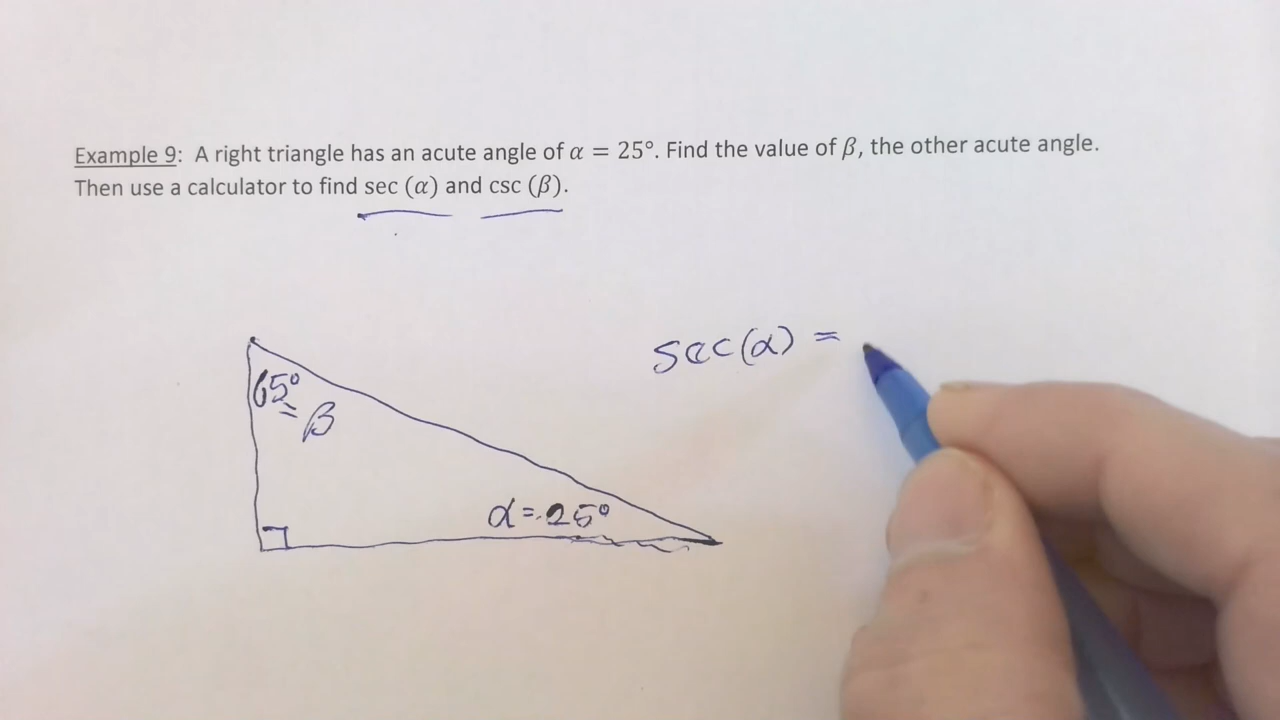 Example 9: A right triangle has an acute angle of α = 25°. Find the value of β, the other acute angle.
Then use a calculator to find sec (α) and csc (β).
sec(α) =
65°
= β
α = 25°